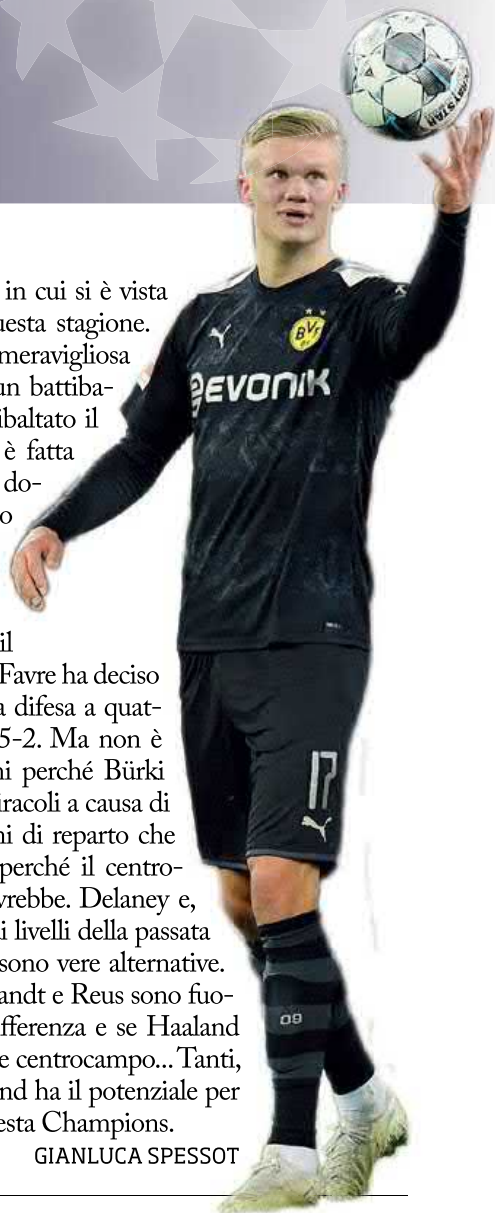 in cui si è vista
uesta stagione.
meravigliosa
un battiba-
ibaltato il
è fatta
do-
o
il
Favre ha deciso
a difesa a quat-
5-2. Ma non è
ni perché Bürki
iracoli a causa di
ni di reparto che
perché il centro-
vrebbe. Delaney e,
i livelli della passata
sono vere alternative.
andt e Reus sono fuo-
fferenza e se Haaland
e centrocampo... Tanti,
nd ha il potenziale per
esta Champions.
GIANLUCA SPESSOT
BVB
09
EVONIK
17
09